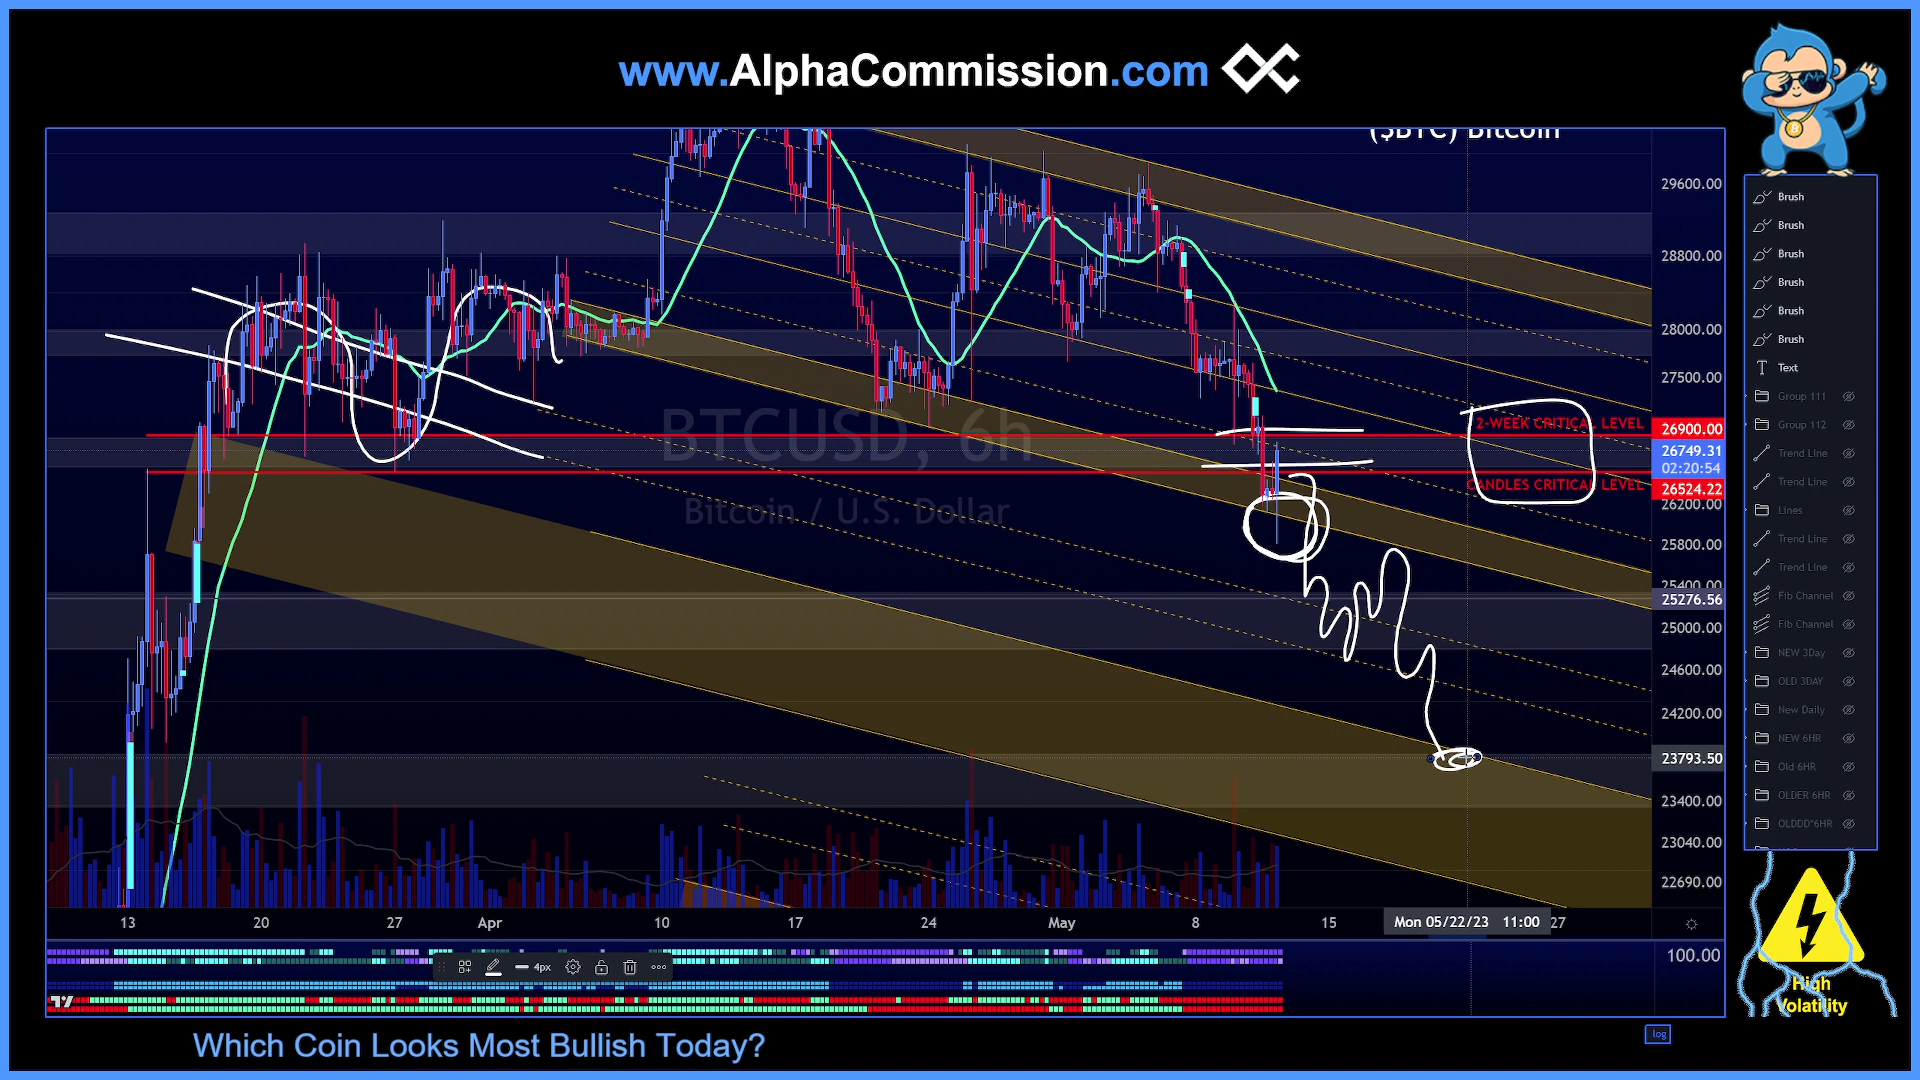 www.AlphaCommission.com
($BTC) Bitcoin
29600.00
28800.00
28000.00
27500.00
2-WEEK CRITICAL LEVEL
26900.00
26749.31
02:20:54
CANDLES CRITICAL LEVEL
26524.22
26200.00
25800.00
25400.00
25276.56
25000.00
24600.00
24200.00
23793.50
23400.00
23040.00
22690.00
BTCUSD, 6h
Bitcoin / U.S. Dollar
13 20 27 Apr 10 17 24 May 8 15 Mon 05/22/23 11:00 27
100.00
4px
Brush
Brush
Brush
Brush
Brush
Brush
Text
Group 111
Group 112
Trend Line
Trend Line
Lines
Trend Line
Trend Line
Fib Channel
Fib Channel
NEW 3Day
OLD 3DAY
New Daily
NEW 6HR
Old 6HR
OLDER 6HR
OLDDD*6HR
High
Volatility
Which Coin Looks Most Bullish Today?
log